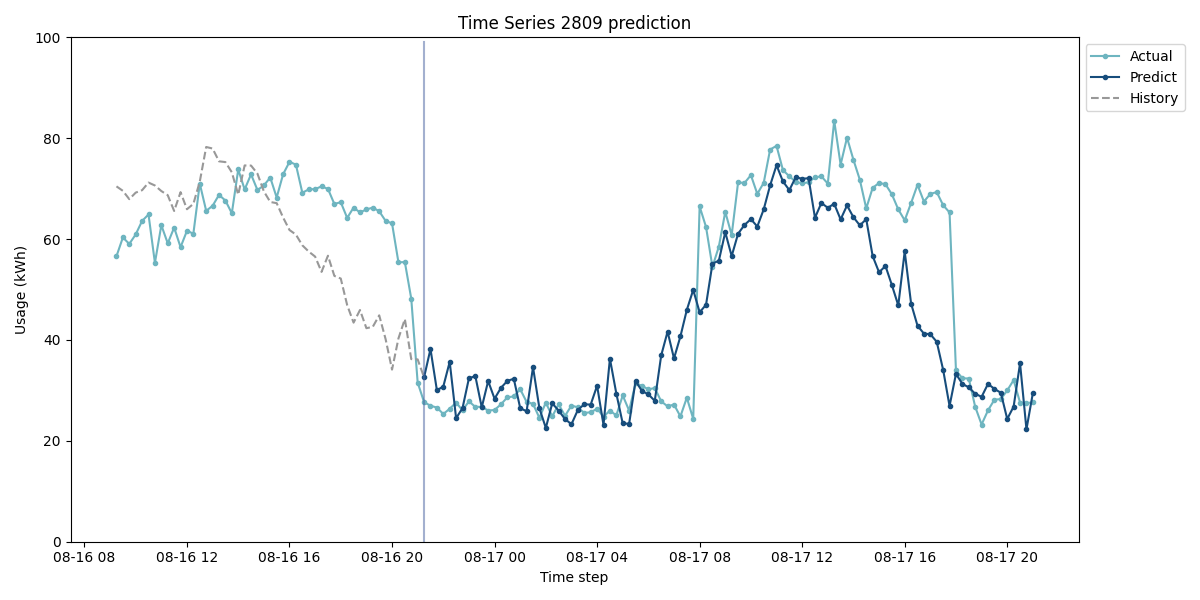 Time Series 2809 prediction
100
80
60
40
20
0
Usage (kWh)
08-16 08
08-16 12
08-16 16
08-16 20
08-17 00
08-17 04
08-17 08
08-17 12
08-17 16
08-17 20
Time step
Actual
Predict
History